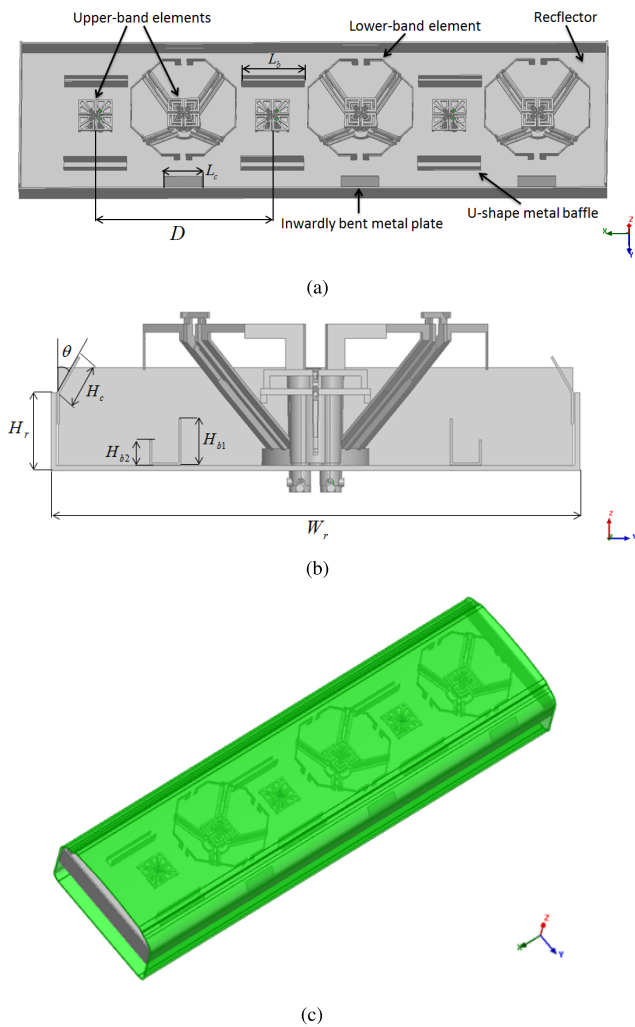 Upper-band elements
Lower-band element
Recflector
L_b
L_c
D
Inwardly bent metal plate
U-shape metal baffle
X
Z
Y
(a)
θ
H_c
H_r
H_b2
H_b1
W_r
Z
Y
(b)
Z
X
Y
(c)